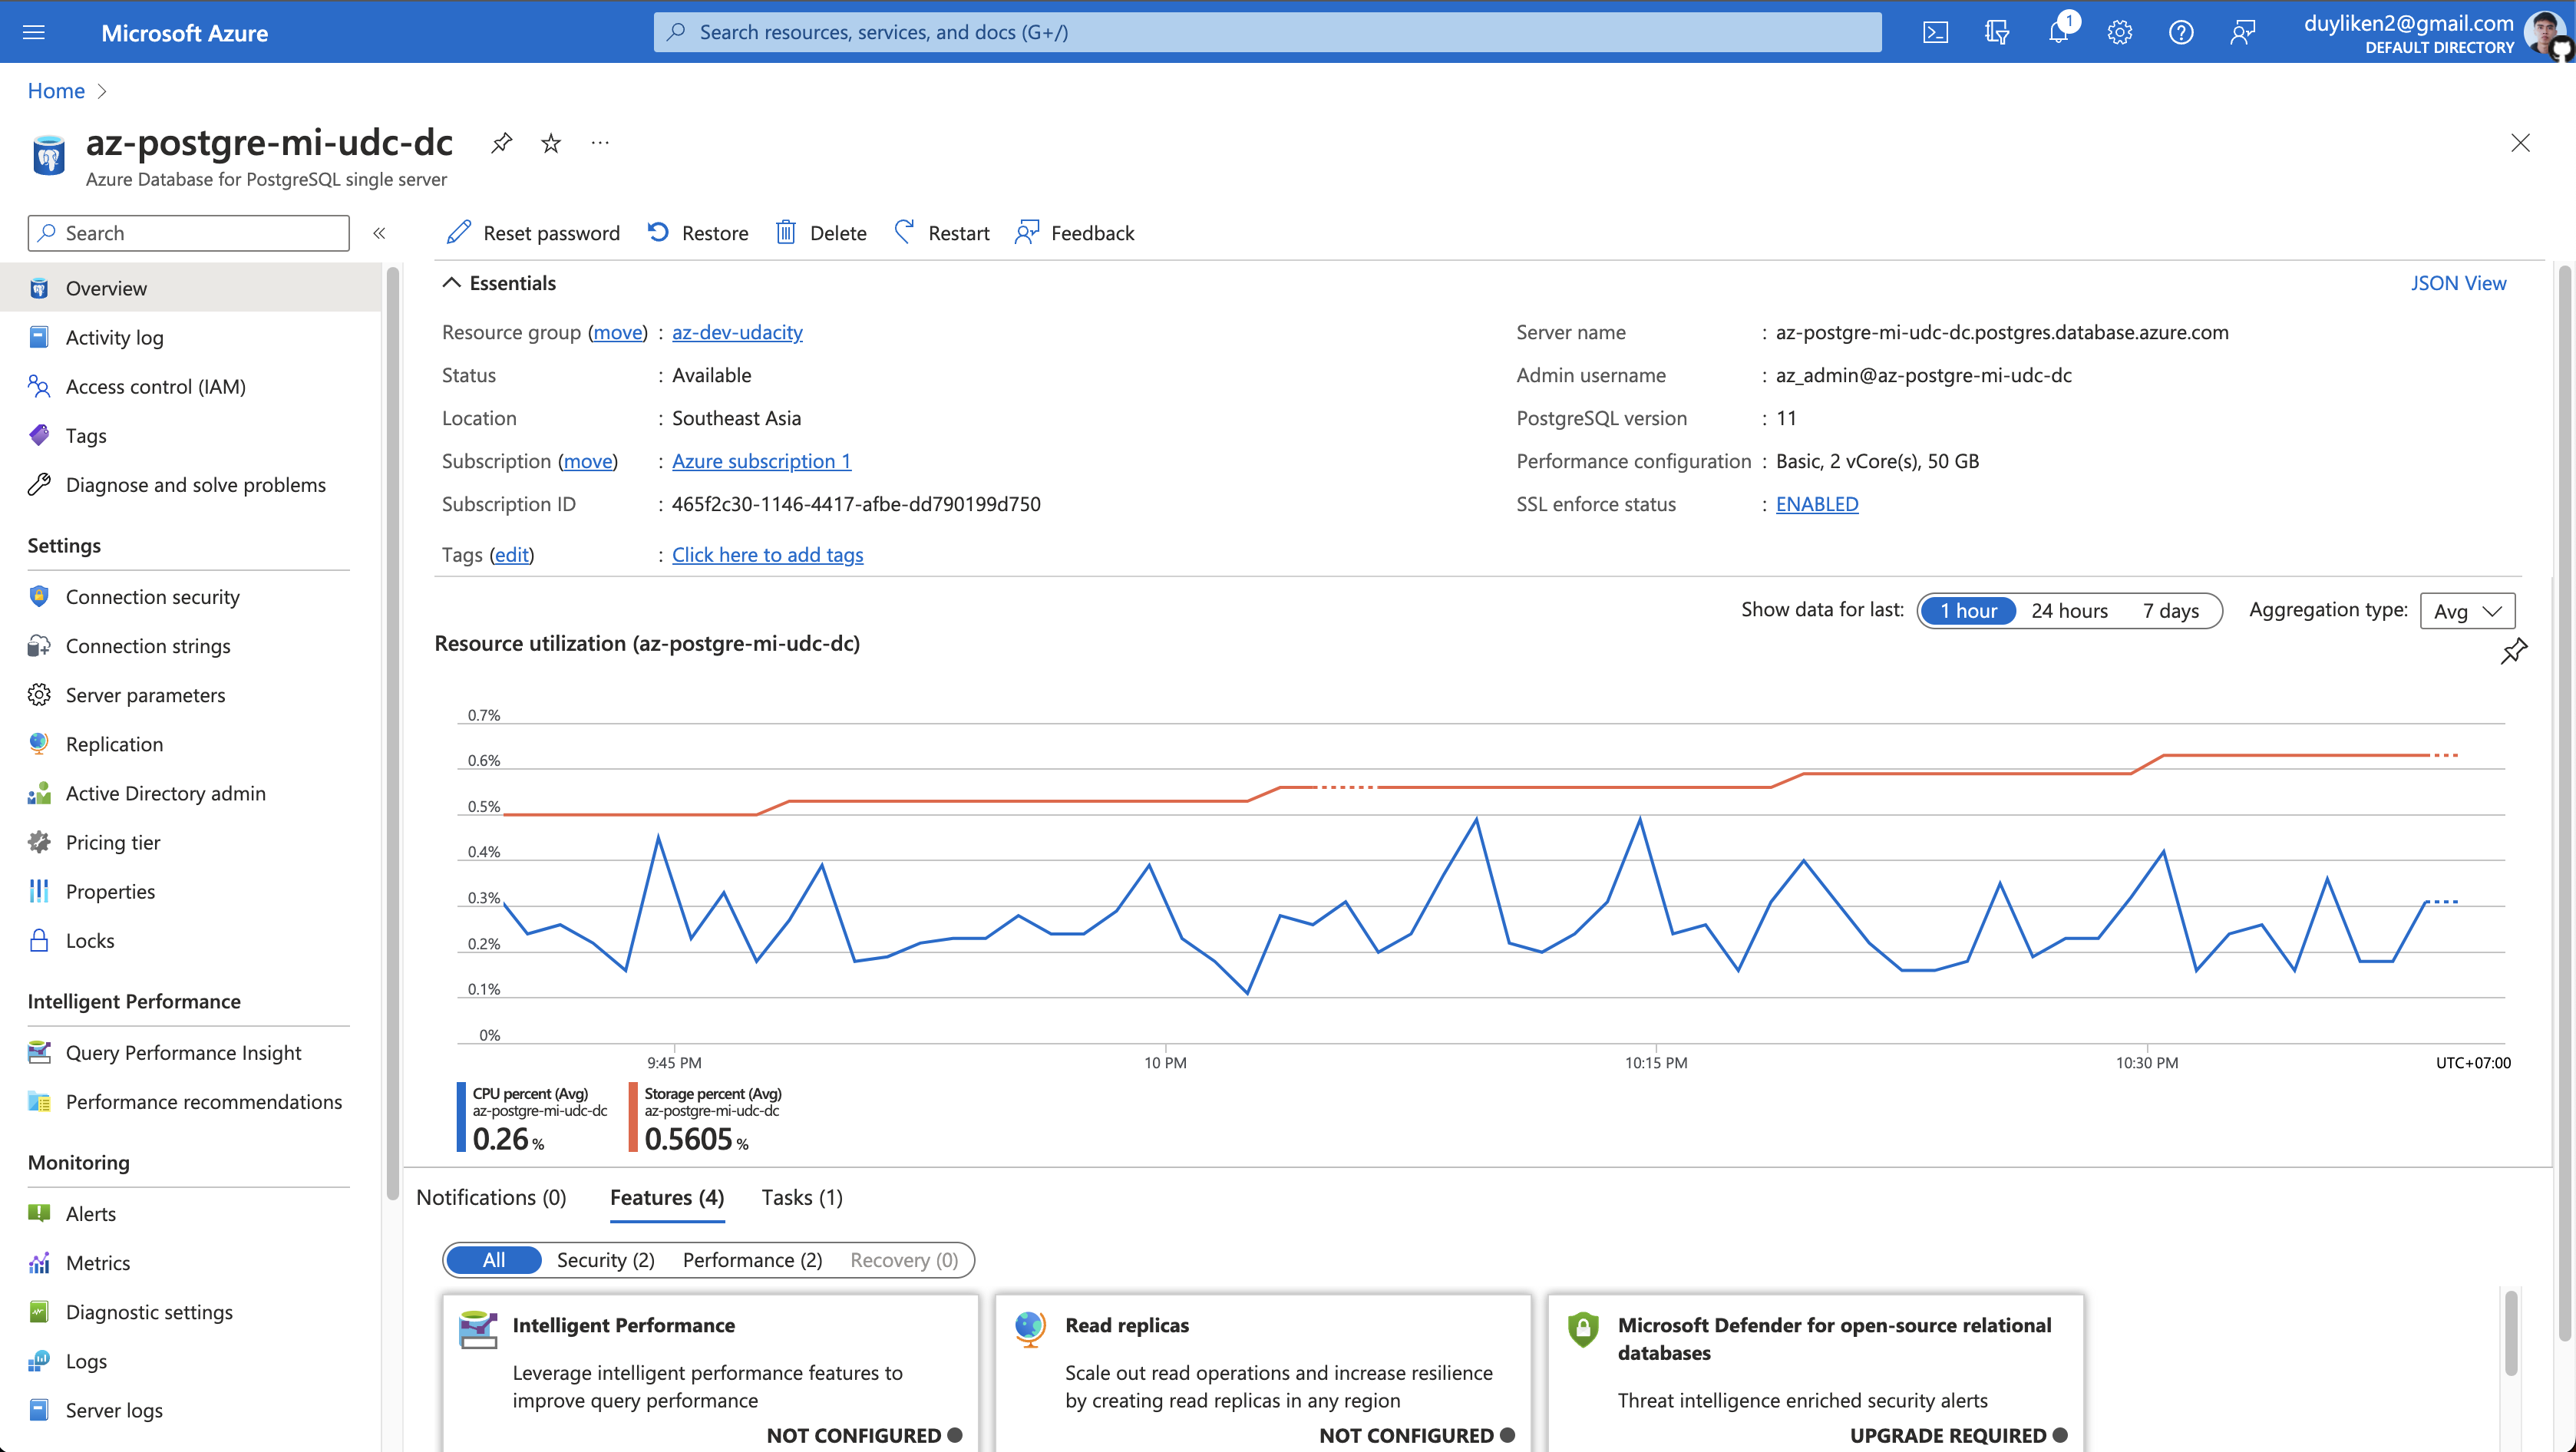 Microsoft Azure
Search resources, services, and docs (G+/)
1
duyliken2@gmail.com
DEFAULT DIRECTORY
Home
az-postgre-mi-udc-dc
Azure Database for PostgreSQL single server
Search
Reset password
Restore
Delete
Restart
Feedback
Overview
Activity log
Access control (IAM)
Tags
Diagnose and solve problems
Settings
Connection security
Connection strings
Server parameters
Replication
Active Directory admin
Pricing tier
Properties
Locks
Intelligent Performance
Query Performance Insight
Performance recommendations
Monitoring
Alerts
Metrics
Diagnostic settings
Logs
Server logs
Essentials
JSON View
Resource group (move) : az-dev-udacity
Status : Available
Location : Southeast Asia
Subscription (move) : Azure subscription 1
Subscription ID : 465f2c30-1146-4417-afbe-dd790199d750
Tags (edit) : Click here to add tags
Server name : az-postgre-mi-udc-dc.postgres.database.azure.com
Admin username : az_admin@az-postgre-mi-udc-dc
PostgreSQL version : 11
Performance configuration : Basic, 2 vCore(s), 50 GB
SSL enforce status : ENABLED
Show data for last: 1 hour 24 hours 7 days Aggregation type: Avg
Resource utilization (az-postgre-mi-udc-dc)
0.7%
0.6%
0.5%
0.4%
0.3%
0.2%
0.1%
0%
9:45 PM 10 PM 10:15 PM 10:30 PM UTC+07:00
CPU percent (Avg)
az-postgre-mi-udc-dc
0.26 %
Storage percent (Avg)
az-postgre-mi-udc-dc
0.5605 %
Notifications (0) Features (4) Tasks (1)
All Security (2) Performance (2) Recovery (0)
Intelligent Performance
Leverage intelligent performance features to
improve query performance
NOT CONFIGURED
Read replicas
Scale out read operations and increase resilience
by creating read replicas in any region
NOT CONFIGURED
Microsoft Defender for open-source relational
databases
Threat intelligence enriched security alerts
UPGRADE REQUIRED